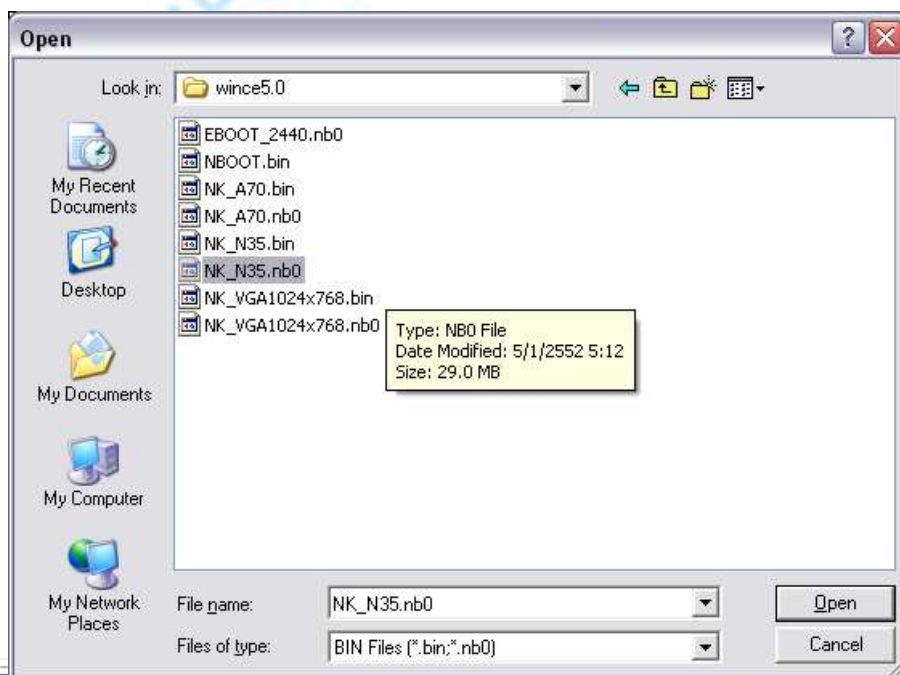 Open
Look in:
wince5.0
EBOOT_2440.nb0
NBOOT.bin
NK_A70.bin
NK_A70.nb0
NK_N35.bin
NK_N35.nb0
NK_VGA1024x768.bin
NK_VGA1024x768.nb0
Type: NB0 File
Date Modified: 5/1/2552 5:12
Size: 29.0 MB
My Recent
Documents
Desktop
My Documents
My Computer
My Network
Places
File name:
NK_N35.nb0
Open
Files of type:
BIN Files (*.bin;*.nb0)
Cancel